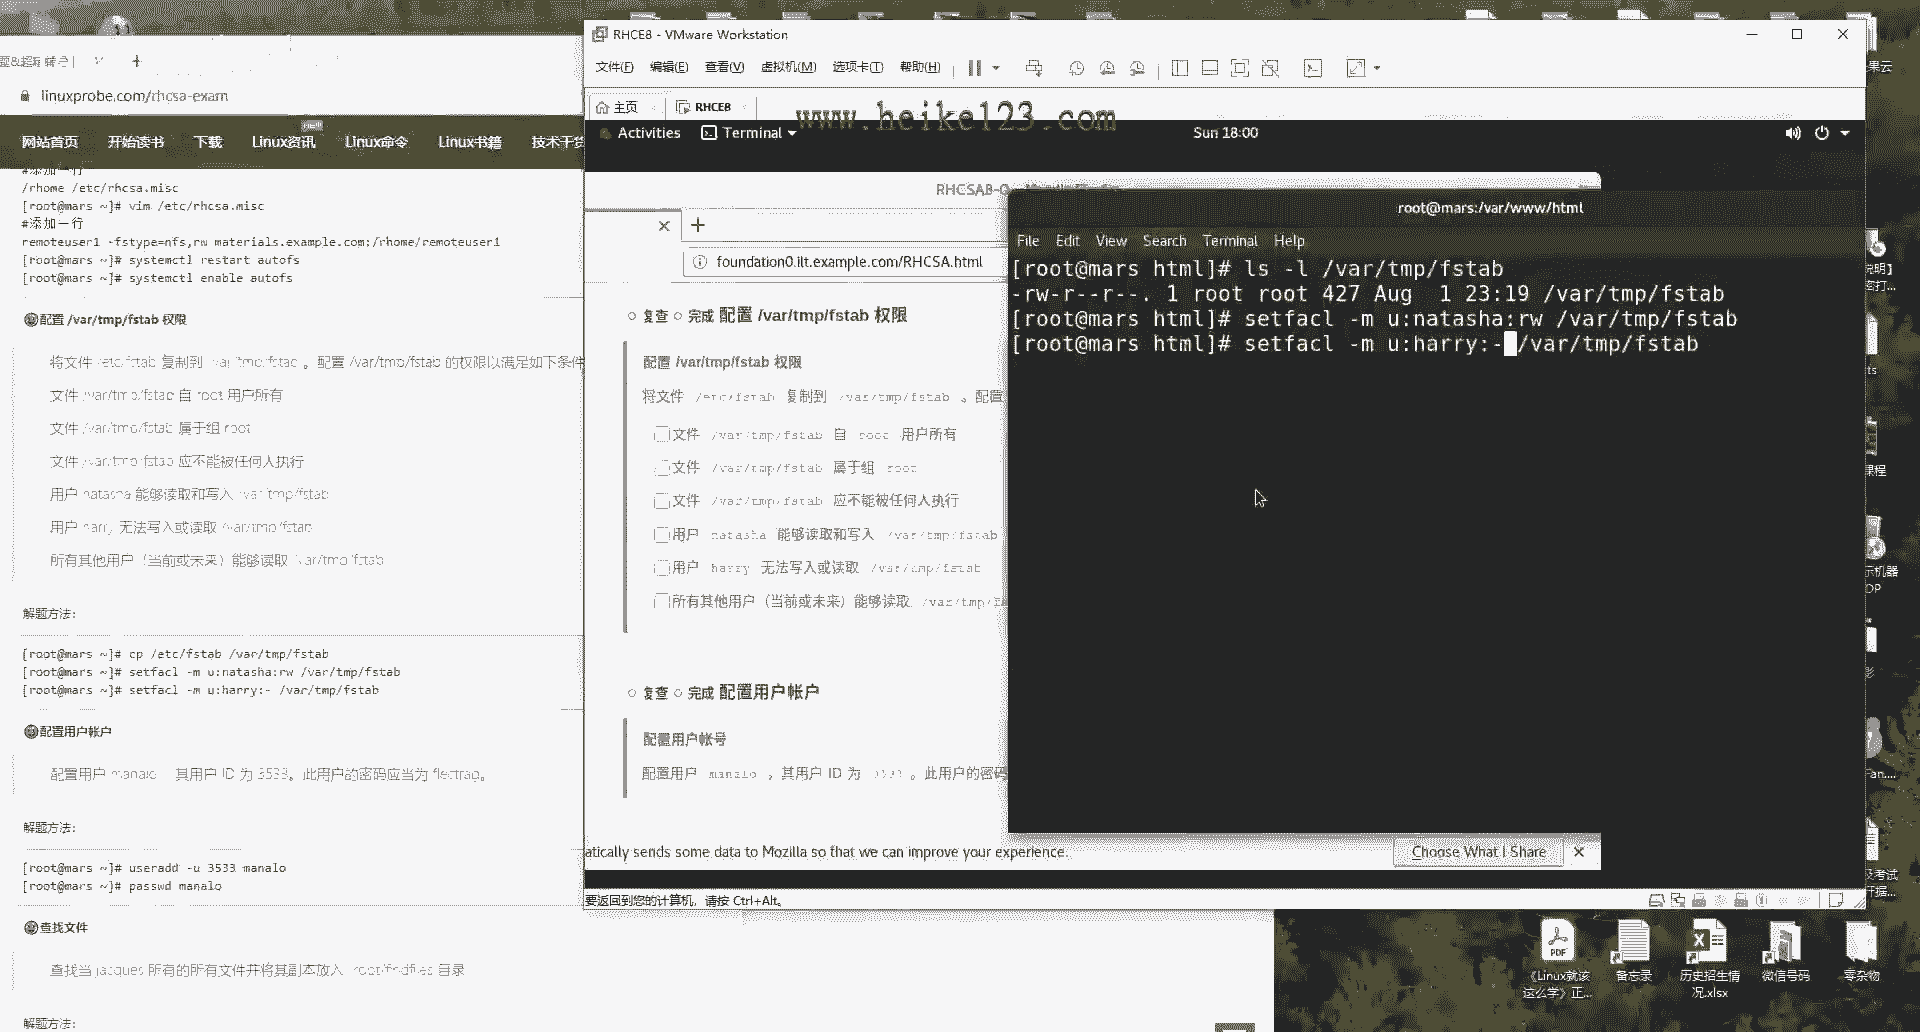 RHCE8 - VMware Workstation
文件(F) 编辑(E) 查看(V) 虚拟机(M) 选项卡(T) 帮助(H)
主页 RHCE8
www.heike123.com
Activities Terminal Sun 18:00
linuxprobe.com/rhcsa-exam
网站首页 开始读书 下载 Linux资讯 Linux命令 Linux书籍 技术干
#添加一行
/rhome /etc/rhcsa.misc
[root@mars ~]# vim /etc/rhcsa.misc
#添加一行
remoteuser1 -fstype=nfs,rw materials.example.com:/rhome/remoteuser1
[root@mars ~]# systemctl restart autofs
[root@mars ~]# systemctl enable autofs
配置 /var/tmp/fstab 权限
将文件 /etc/fstab 复制到 /var/tmp/fstab 。配置 /var/tmp/fstab 的权限以满足如下条件
文件 /var/tmp/fstab 自 root 用户所有
文件 /var/tmp/fstab 属于组 root
文件 /var/tmp/fstab 应不能被任何人执行
用户 natasha 能够读取和写入 /var/tmp/fstab
用户 harry 无法写入或读取 /var/tmp/fstab
所有其他用户（当前或未来）能够读取 /var/tmp/fstab
解题方法:
[root@mars ~]# cp /etc/fstab /var/tmp/fstab
[root@mars ~]# setfacl -m u:natasha:rw /var/tmp/fstab
[root@mars ~]# setfacl -m u:harry:- /var/tmp/fstab
配置用户帐户
配置用户 manalo ，其用户 ID 为 3533。此用户的密码应当为 flectrag。
解题方法:
[root@mars ~]# useradd -u 3533 manalo
[root@mars ~]# passwd manalo
查找文件
查找当 jacques 所有的所有文件并将其副本放入 /root/findfiles 目录
解题方法:
foundation0.ilt.example.com/RHCSA.html
复查 完成 配置 /var/tmp/fstab 权限
配置 /var/tmp/fstab 权限
将文件 /etc/fstab 复制到 /var/tmp/fstab 。配置
文件 /var/tmp/fstab 自 root 用户所有
文件 /var/tmp/fstab 属于组 root
文件 /var/tmp/fstab 应不能被任何人执行
用户 natasha 能够读取和写入 /var/tmp/fstab
用户 harry 无法写入或读取 /var/tmp/fstab
所有其他用户（当前或未来）能够读取
复查 完成 配置用户帐户
配置用户帐号
配置用户 manalo ，其用户 ID 为 3533 。此用户的密码
atically sends some data to Mozilla so that we can improve your experience.
Choose What I Share
root@mars:/var/www/html
File Edit View Search Terminal Help
[root@mars html]# ls -l /var/tmp/fstab
-rw-r--r--. 1 root root 427 Aug  1 23:19 /var/tmp/fstab
[root@mars html]# setfacl -m u:natasha:rw /var/tmp/fstab
[root@mars html]# setfacl -m u:harry:- /var/tmp/fstab
要返回到您的计算机，请按 Ctrl+Alt。
《Linux就该这么学》正...
备忘录
历史招生情况.xlsx
微信号码
零杂物